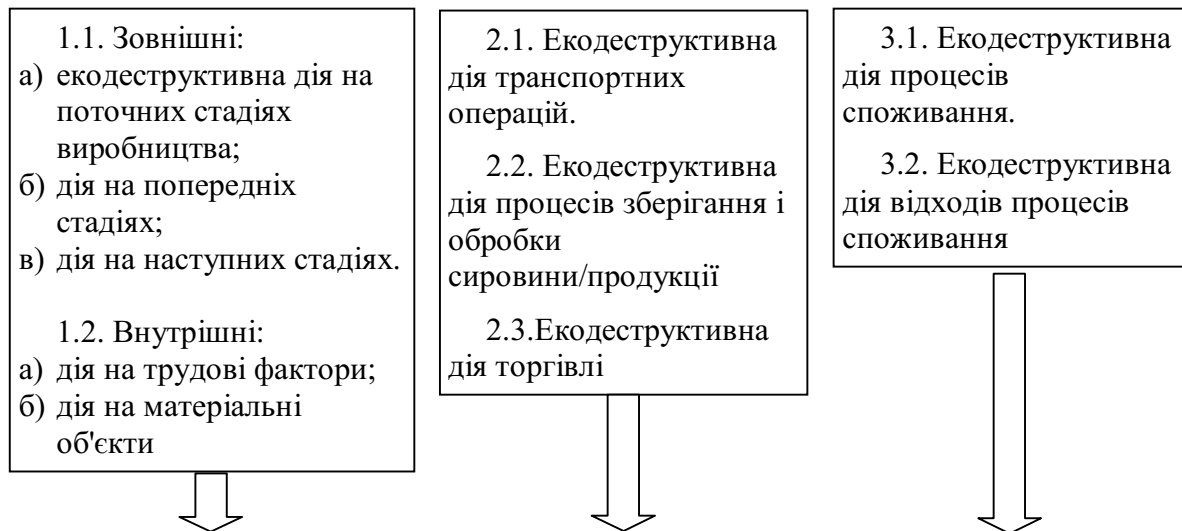 1.1. Зовнішні:
а) екодеструктивна дія на
поточних стадіях
виробництва;
б) дія на попередніх
стадіях;
в) дія на наступних стадіях.
1.2. Внутрішні:
а) дія на трудові фактори;
б) дія на матеріальні
об'єкти
2.1. Екодеструктивна
дія транспортних
операцій.
2.2. Екодеструктивна
дія процесів зберігання і
обробки
сировини/продукції
2.3.Екодеструктивна
дія торгівлі
3.1. Екодеструктивна
дія процесів
споживання.
3.2. Екодеструктивна
дія відходів процесів
споживання